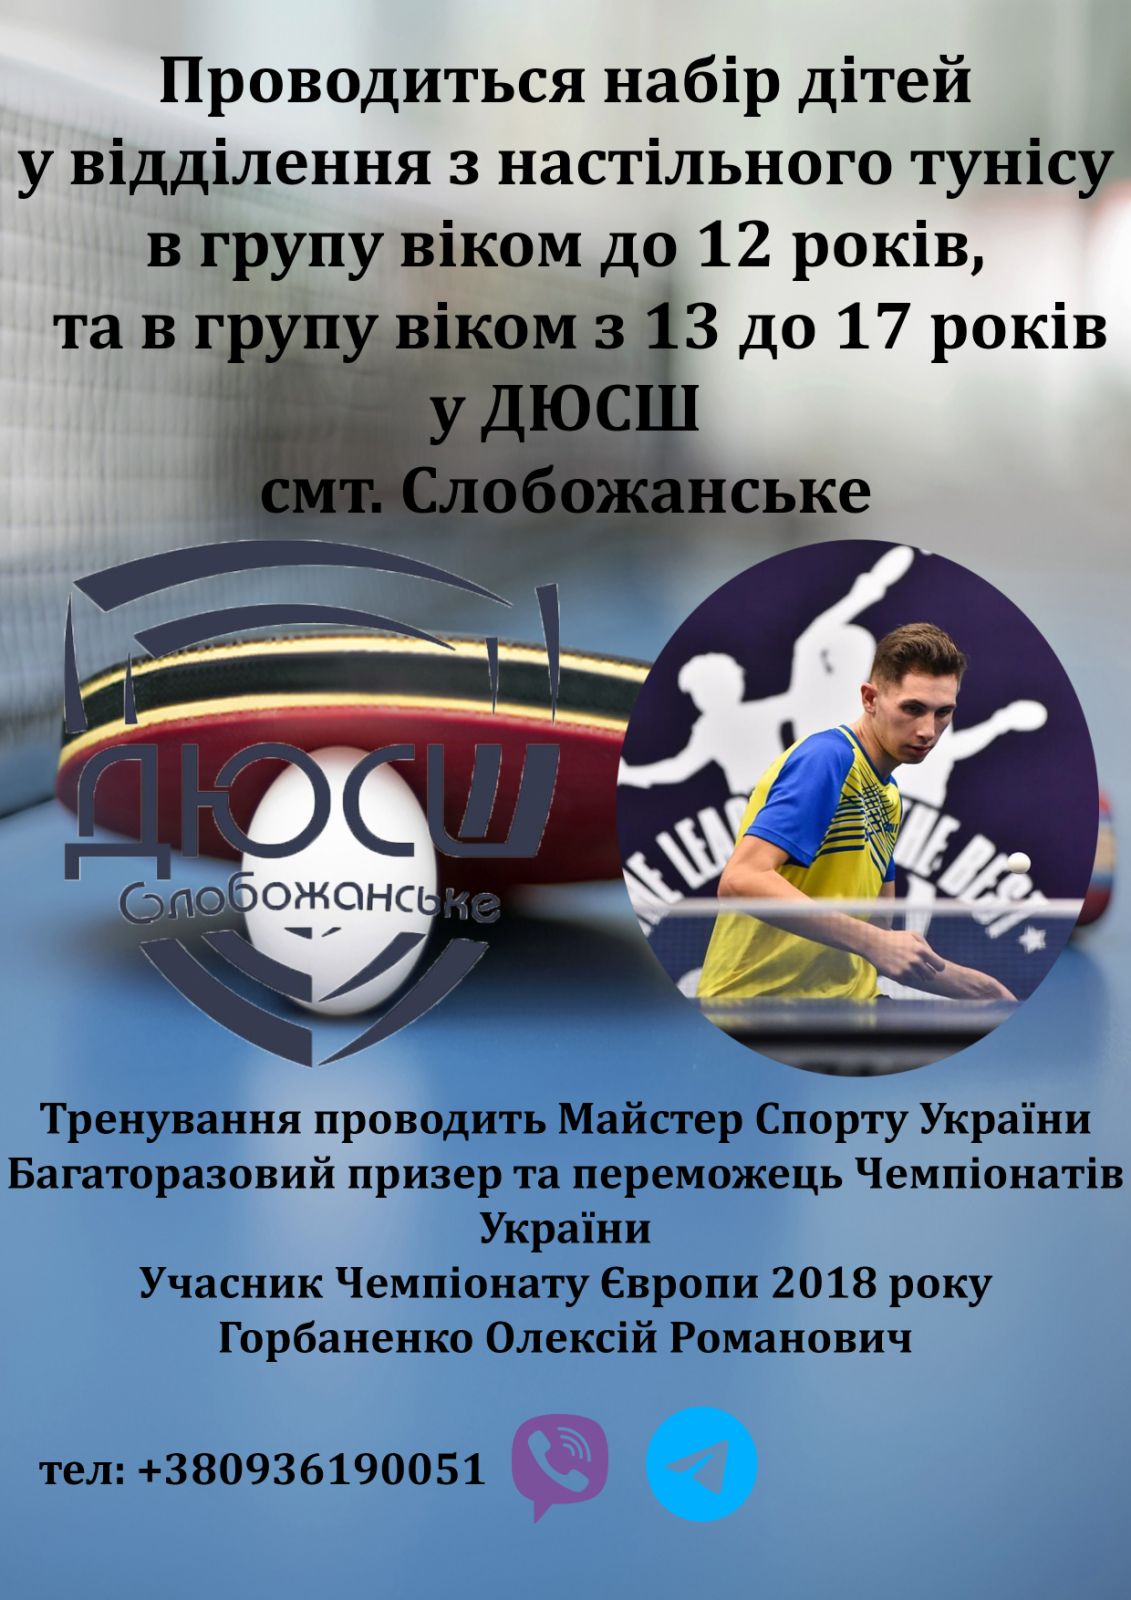 Проводиться набір дітей
у відділення з настільного тунісу
в групу віком до 12 років,
та в групу віком з 13 до 17 років
у ДЮСШ
смт. Слобожанське
ДЮСШ
Слобожанське
THE BEST
Тренування проводить Майстер Спорту України
Багаторазовий призер та переможець Чемпіонатів
України
Учасник Чемпіонату Європи 2018 року
Горбаненко Олексій Романович
тел: +380936190051